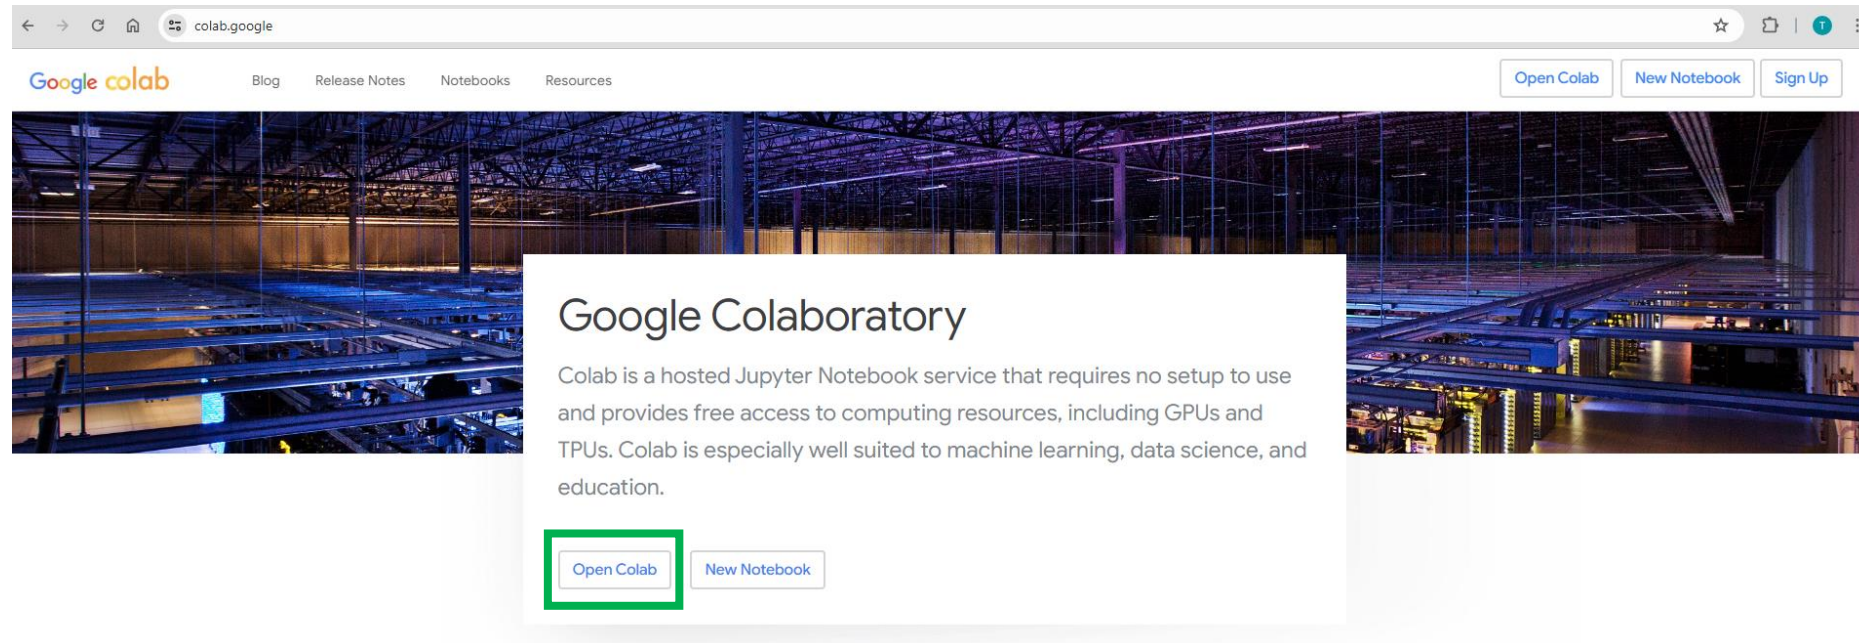 colab.google
T
Google colab
Blog
Release Notes
Notebooks
Resources
Open Colab
New Notebook
Sign Up
Google Colaboratory
Colab is a hosted Jupyter Notebook service that requires no setup to use
and provides free access to computing resources, including GPUs and
TPUs. Colab is especially well suited to machine learning, data science, and
education.
Open Colab
New Notebook